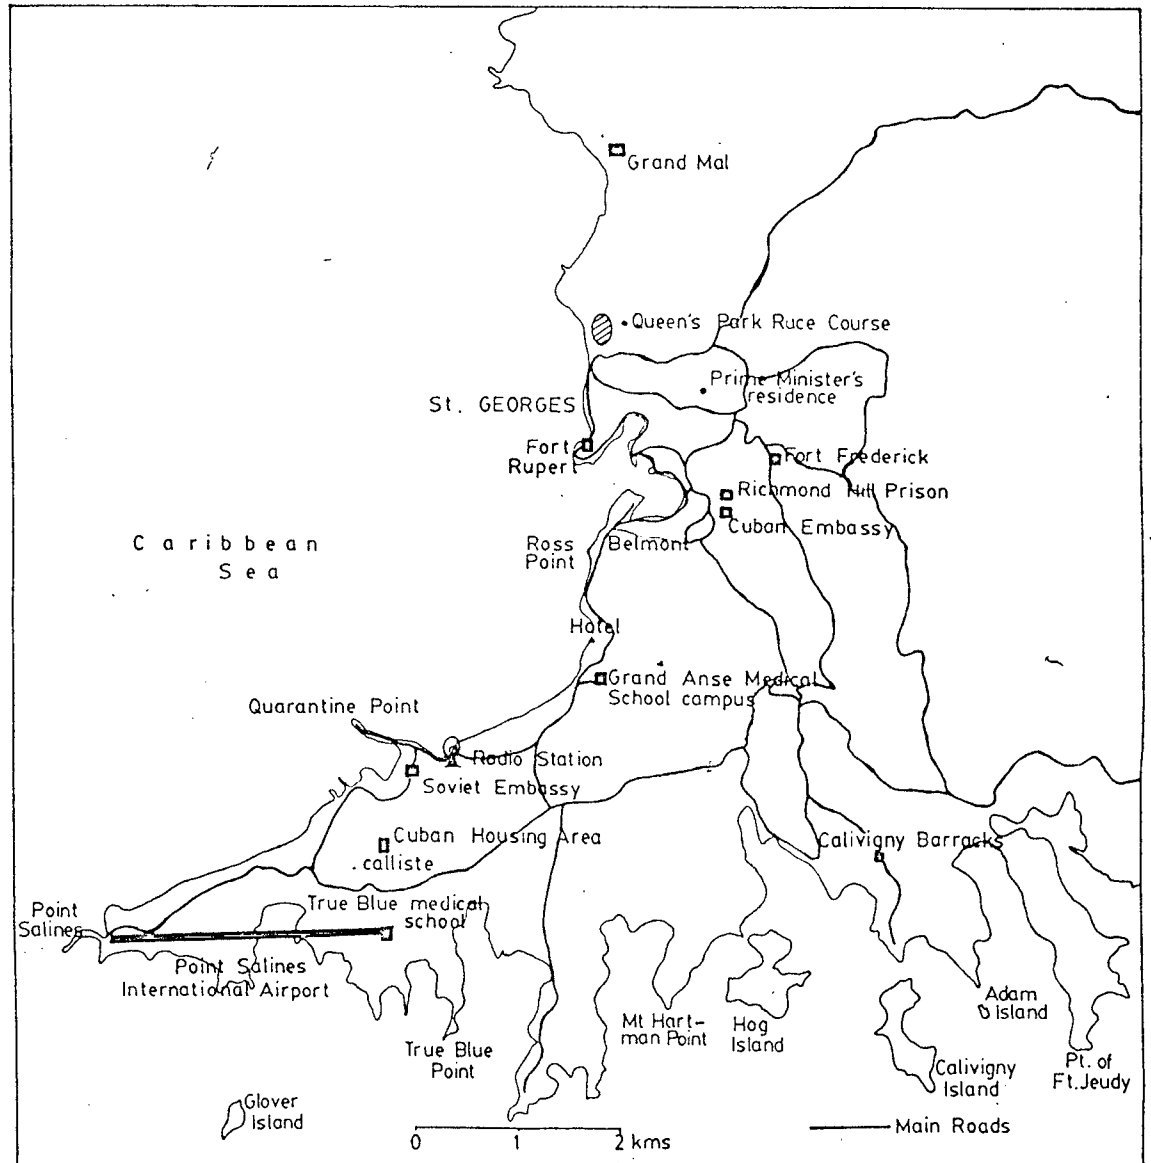 Grand Mal
Queen's Park Ruce Course
Prime Minister's
residence
St. GEORGES
Fort
Rupert
Fort Frederick
Richmond Hill Prison
Cuban Embassy
Caribbean
Sea
Ross
Point
Belmont
Hotel
Grand Anse Medical
School campus
Quarantine Point
Radio Station
Soviet Embassy
Cuban Housing Area
calliste
Calivigny Barracks
True Blue medical
school
Point
Salines
Point Salines
International Airport
Adam
Island
Mt Hart-
man Point
Hog
Island
True Blue
Point
Calivigny
Island
Pt. of
Ft. Jeudy
Glover
Island
0 1 2 kms
Main Roads